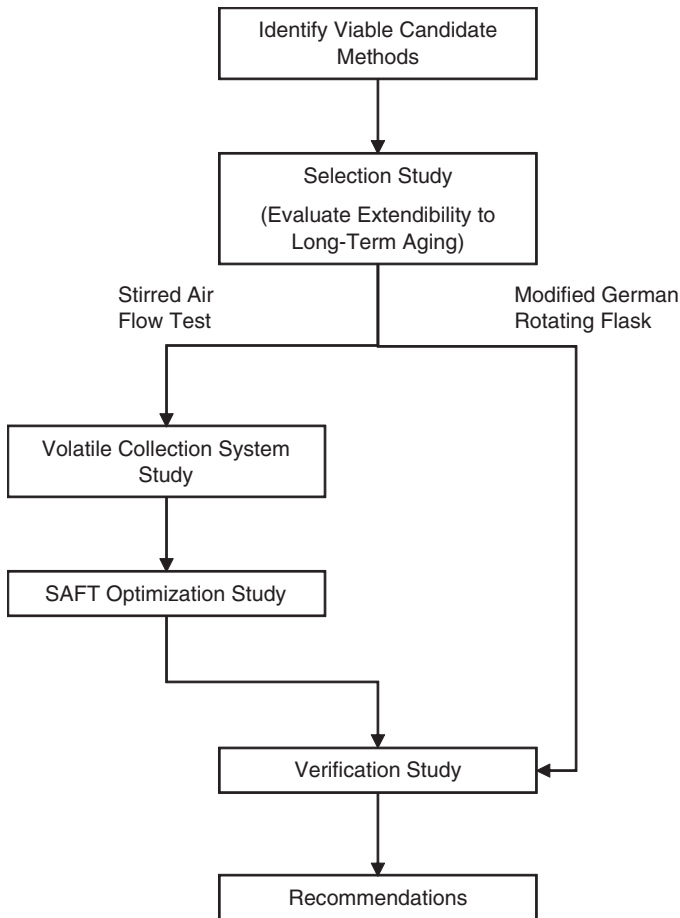 Identify Viable Candidate
Methods
Selection Study
(Evaluate Extendibility to
Long-Term Aging)
Stirred Air
Flow Test
Modified German
Rotating Flask
Volatile Collection System
Study
SAFT Optimization Study
Verification Study
Recommendations